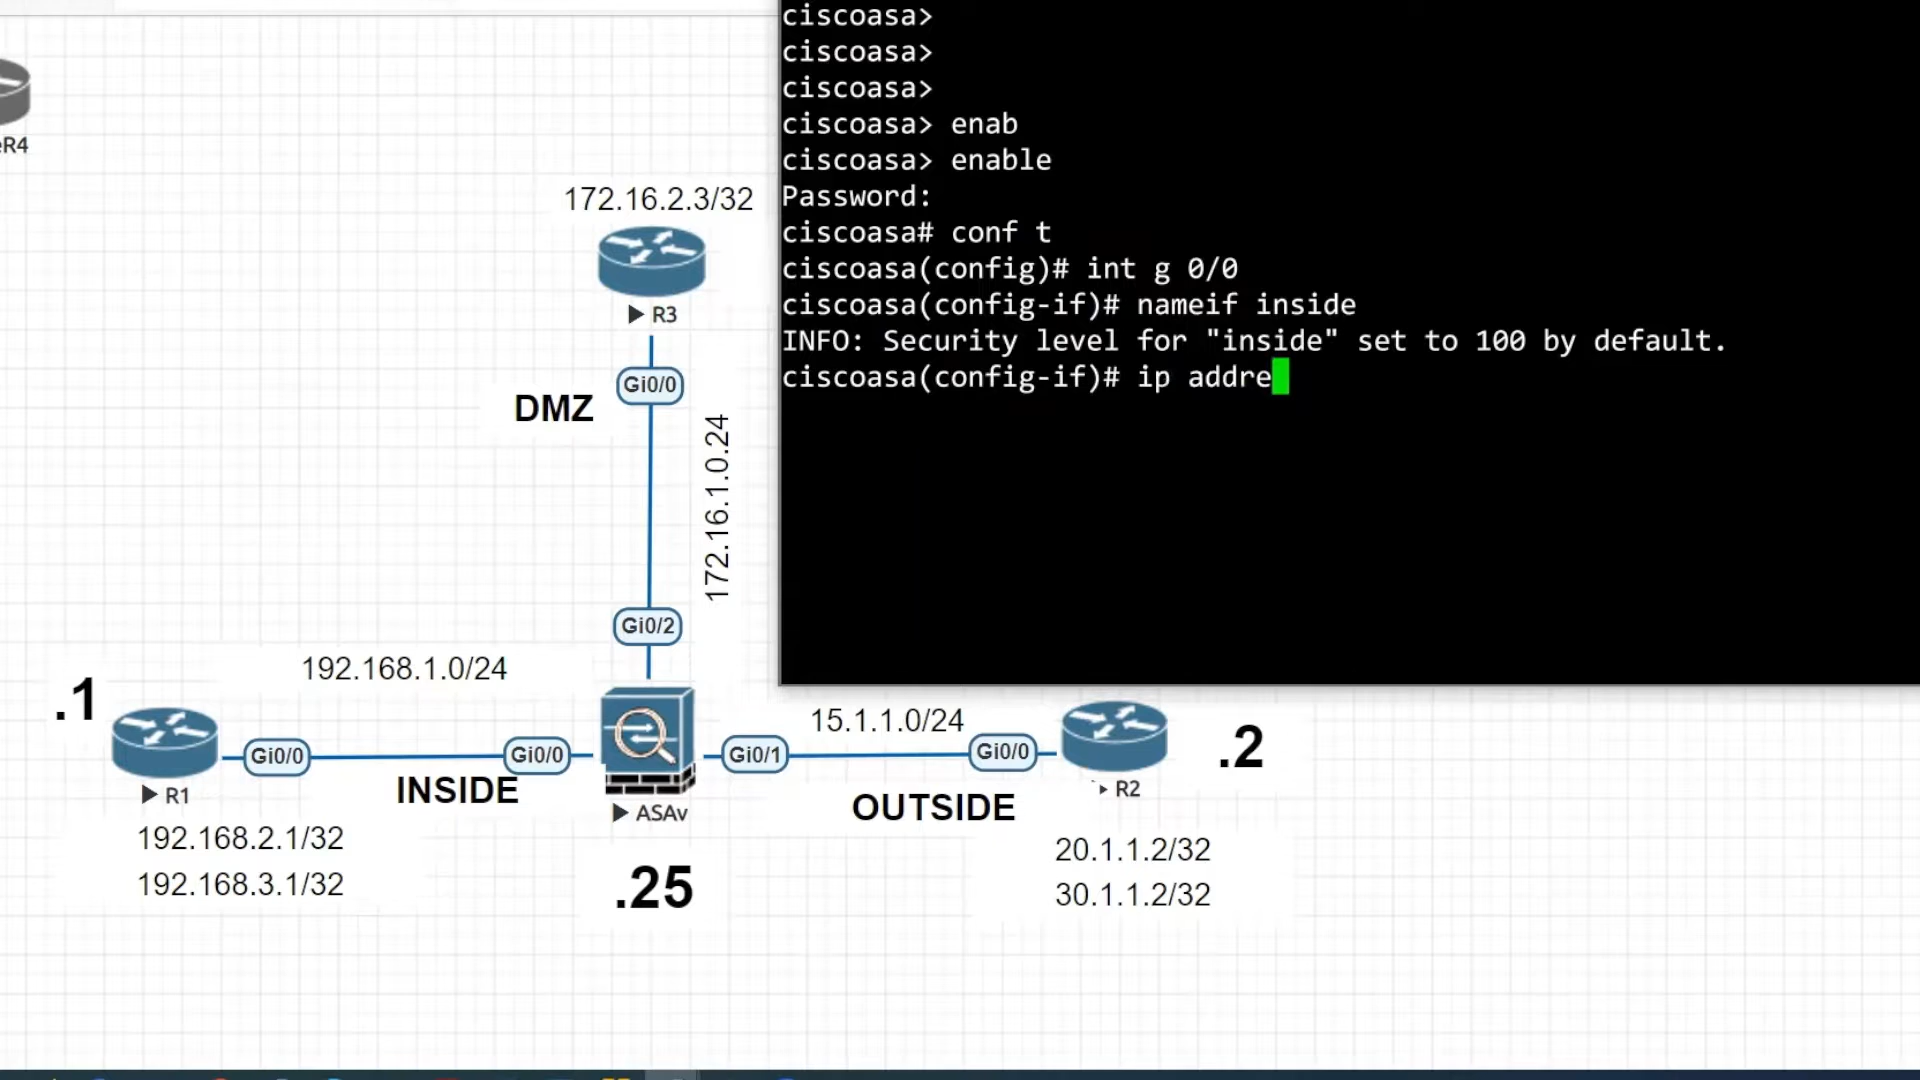 ciscoasa>
ciscoasa>
ciscoasa>
ciscoasa> enab
ciscoasa> enable
Password:
ciscoasa# conf t
ciscoasa(config)# int g 0/0
ciscoasa(config-if)# nameif inside
INFO: Security level for "inside" set to 100 by default.
ciscoasa(config-if)# ip addre
eR4
172.16.2.3/32
R3
Gi0/0
DMZ
172.16.1.0.24
Gi0/2
192.168.1.0/24
.1
15.1.1.0/24
.2
Gi0/0
Gi0/0
Gi0/1
Gi0/0
R1
INSIDE
ASAv
OUTSIDE
R2
192.168.2.1/32
192.168.3.1/32
.25
20.1.1.2/32
30.1.1.2/32